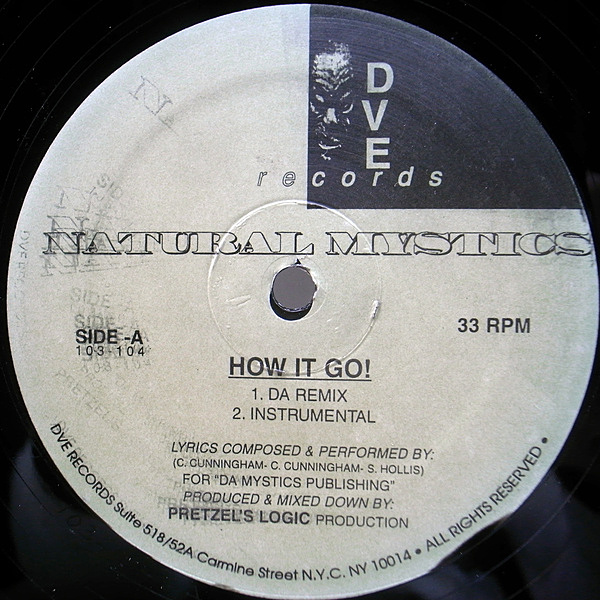 DVE
records
NATURAL MYSTICS
SIDE -A
103-104
33 RPM
HOW IT GO!
1. DA REMIX
2. INSTRUMENTAL
LYRICS COMPOSED & PERFORMED BY:
(C. CUNNINGHAM- C. CUNNINGHAM- S. HOLLIS)
FOR "DA MYSTICS PUBLISHING"
PRODUCED & MIXED DOWN BY:
PRETZEL'S LOGIC PRODUCTION
DVE RECORDS Suite 518/52A Carmine Street N.Y.C. NY 10014 • ALL RIGHTS RESERVED •